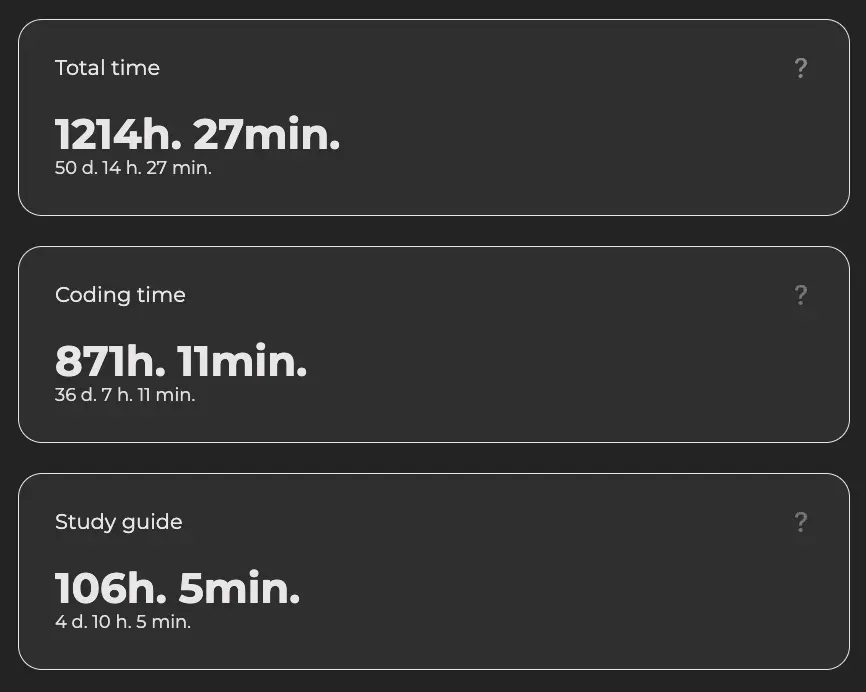 Total time
?
1214h. 27min.
50 d. 14 h. 27 min.
Coding time
?
871h. 11min.
36 d. 7 h. 11 min.
Study guide
?
106h. 5min.
4 d. 10 h. 5 min.